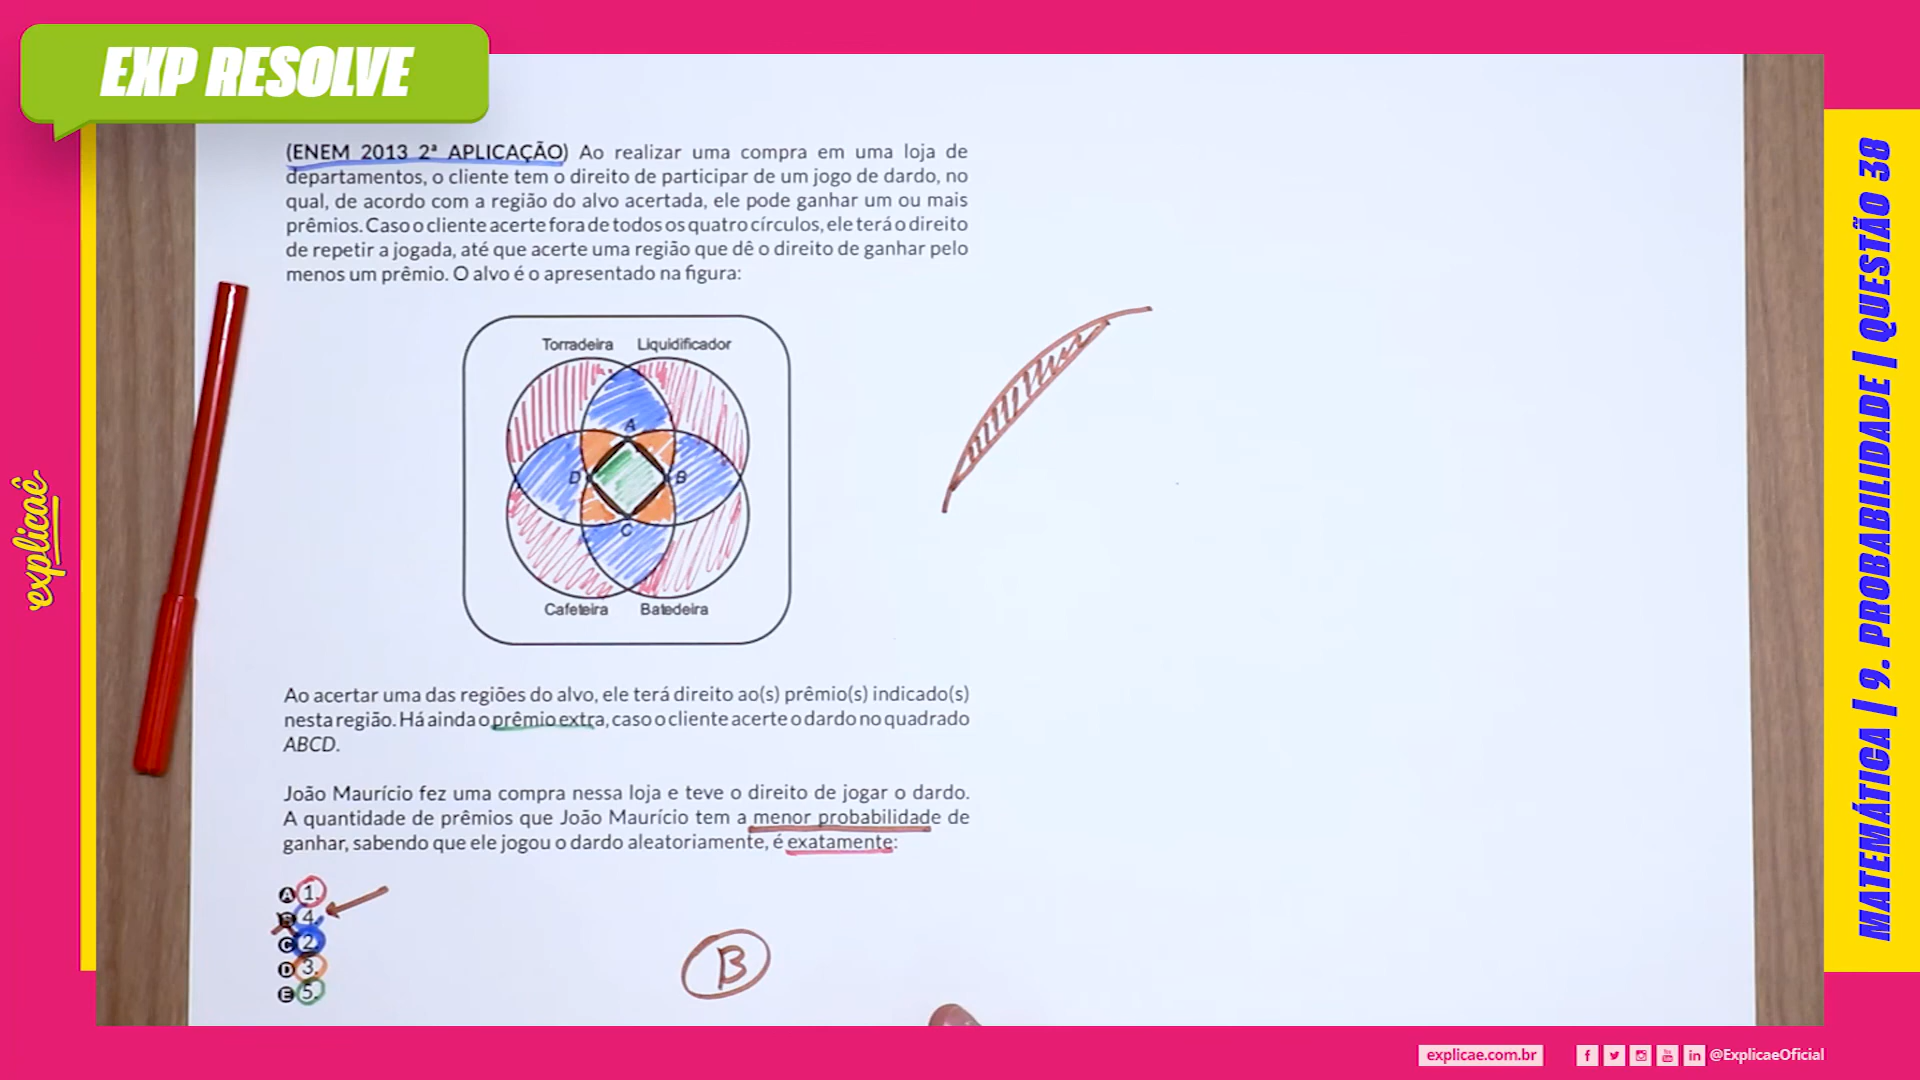 EXP RESOLVE
(ENEM 2013 2ª APLICAÇÃO) Ao realizar uma compra em uma loja de
departamentos, o cliente tem o direito de participar de um jogo de dardo, no
qual, de acordo com a região do alvo acertada, ele pode ganhar um ou mais
prêmios. Caso o cliente acerte fora de todos os quatro círculos, ele terá o direito
de repetir a jogada, até que acerte uma região que dê o direito de ganhar pelo
menos um prêmio. O alvo é o apresentado na figura:
Torradeira Liquidificador
A
D B
C
Cafeteira Batedeira
Ao acertar uma das regiões do alvo, ele terá direito ao(s) prêmio(s) indicado(s)
nesta região. Há ainda o prêmio extra, caso o cliente acerte o dardo no quadrado
ABCD.
João Maurício fez uma compra nessa loja e teve o direito de jogar o dardo.
A quantidade de prêmios que João Maurício tem a menor probabilidade de
ganhar, sabendo que ele jogou o dardo aleatoriamente, é exatamente:
A 1.
B 4.
C 2.
D 3.
E 5.
B
explicaê
MATEMÁTICA | 9. PROBABILIDADE | QUESTÃO 38
explicae.com.br
@ExplicaeOficial